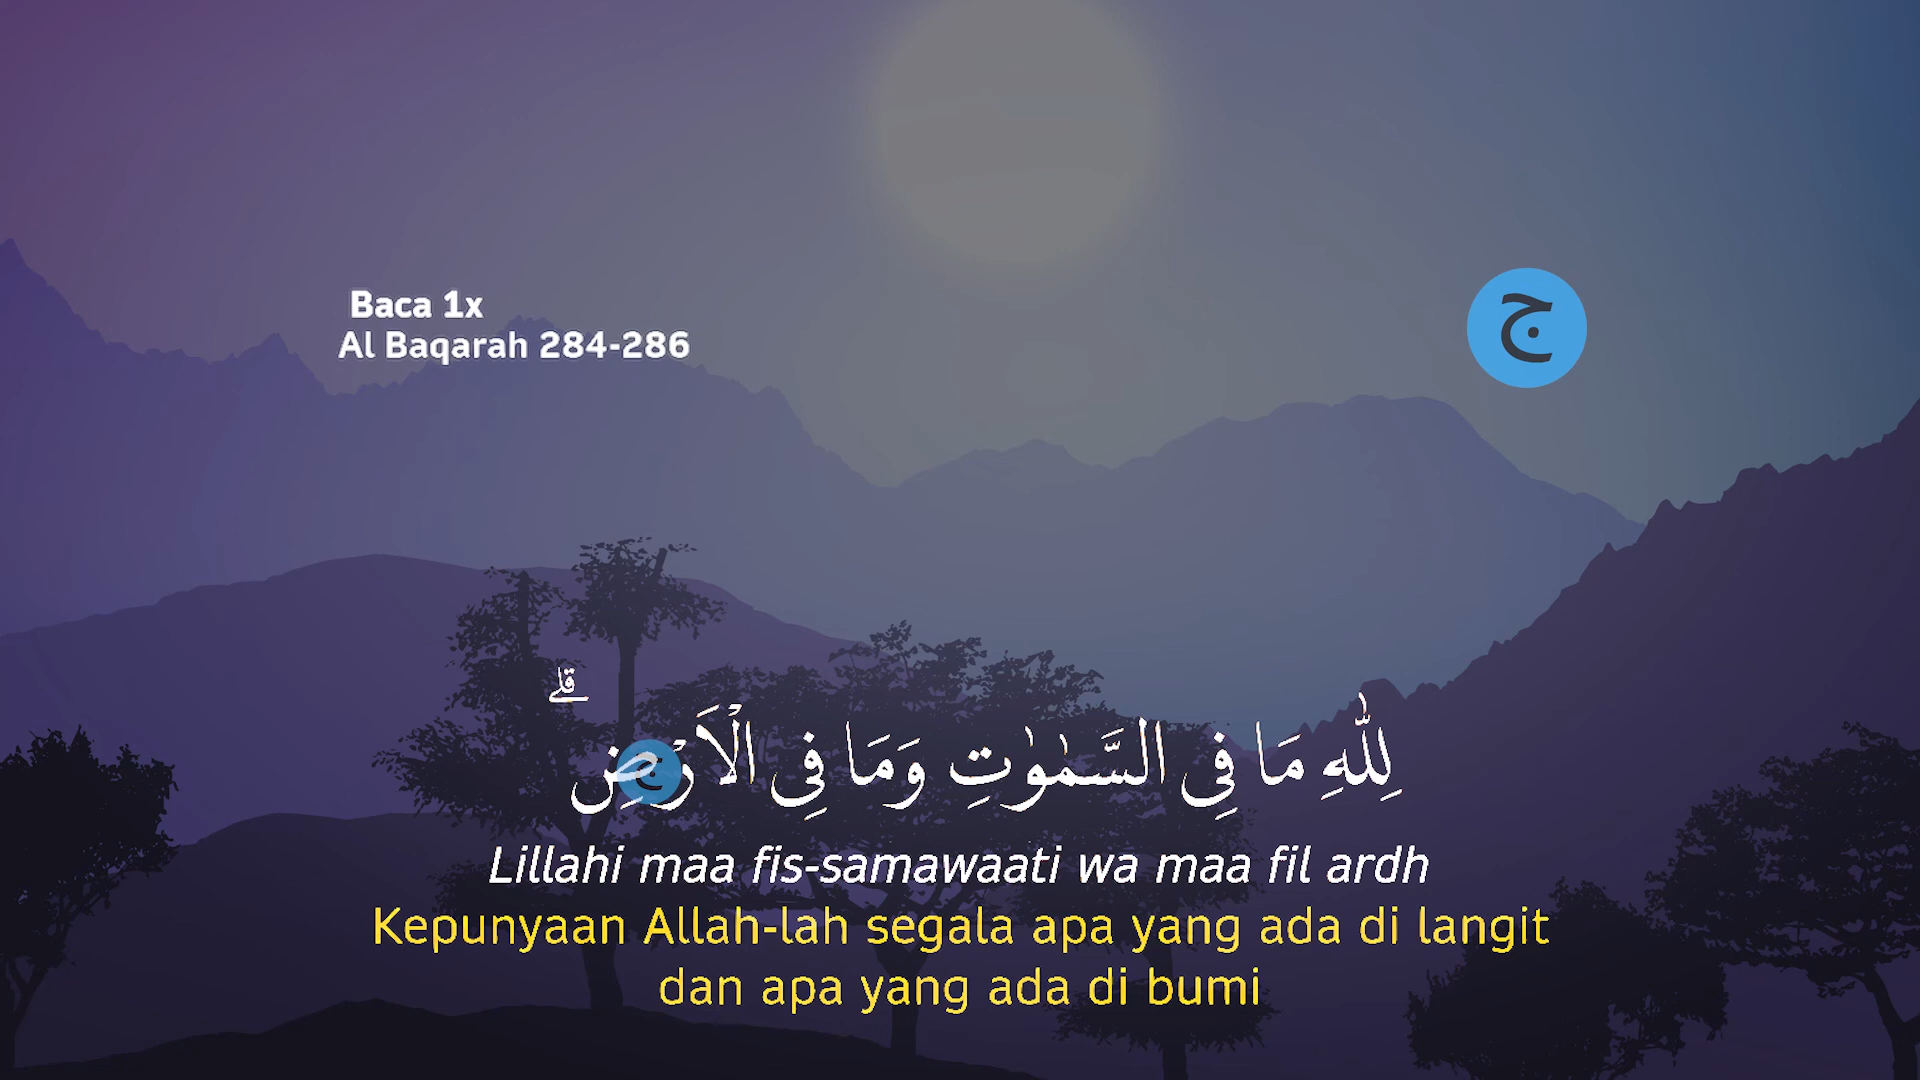 Baca 1x
Al Baqarah 284-286
ج
لِلّٰهِ مَا فِى السَّمٰوٰتِ وَمَا فِى الْاَرْضِ ۗ
ج
Lillahi maa fis-samawaati wa maa fil ardh
Kepunyaan Allah-lah segala apa yang ada di langit
dan apa yang ada di bumi